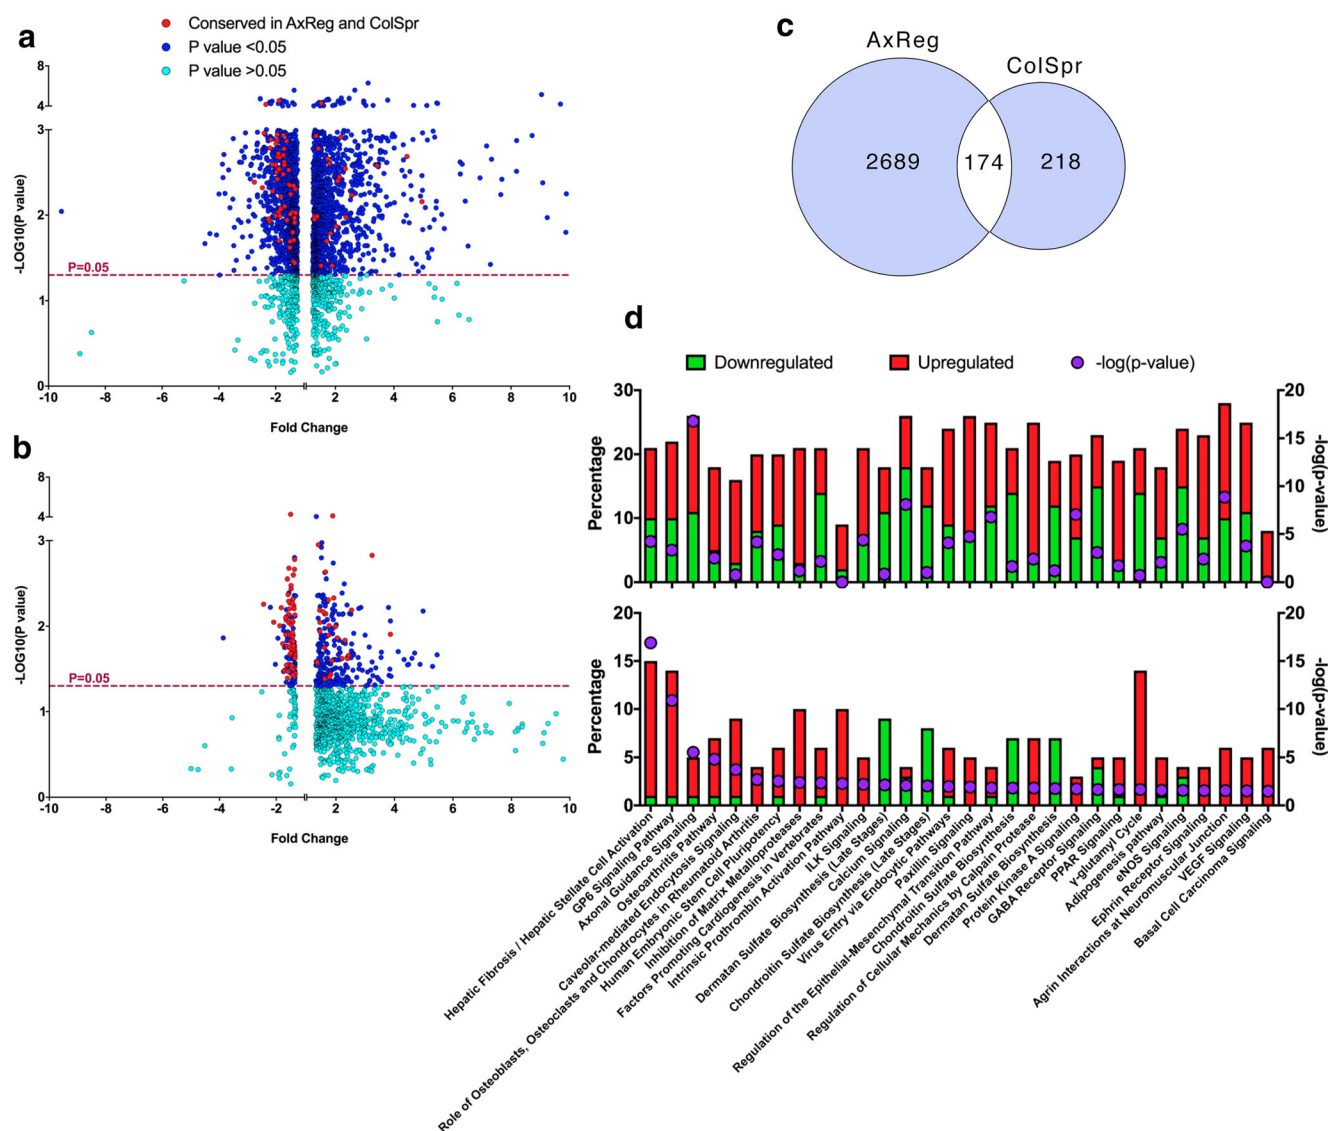 a
Conserved in AxReg and ColSpr
P value <0.05
P value >0.05
8
4
3
2
1
0
-LOG10(P value)
P=0.05
-10 -8 -6 -4 -2 2 4 6 8 10
Fold Change
b
8
4
3
2
1
0
-LOG10(P value)
P=0.05
-10 -8 -6 -4 -2 2 4 6 8 10
Fold Change
c
AxReg
ColSpr
2689 174 218
d
Downregulated Upregulated -log(p-value)
30
20
10
0
Percentage
20
15
10
5
0
-log(p-value)
20
15
10
5
0
Percentage
20
15
10
5
0
-log(p-value)
Hepatic Fibrosis / Hepatic Stellate Cell Activation
GP6 Signaling Pathway
Axonal Guidance Signaling
Osteoarthritis Pathway
Caveolar-mediated Endocytosis Signaling
Role of Osteoblasts, Osteoclasts and Chondrocytes in Rheumatoid Arthritis
Human Embryonic Stem Cell Pluripotency
Inhibition of Matrix Metalloproteases
Factors Promoting Cardiogenesis in Vertebrates
Intrinsic Prothrombin Activation Pathway
ILK Signaling
Dermatan Sulfate Biosynthesis (Late Stages)
Calcium Signaling
Chondroitin Sulfate Biosynthesis (Late Stages)
Virus Entry via Endocytic Pathways
Paxillin Signaling
Regulation of the Epithelial-Mesenchymal Transition Pathway
Chondroitin Sulfate Biosynthesis
Regulation of Cellular Mechanics by Calpain Protease
Dermatan Sulfate Biosynthesis
Protein Kinase A Signaling
GABA Receptor Signaling
PPAR Signaling
γ-glutamyl Cycle
Adipogenesis pathway
eNOS Signaling
Ephrin Receptor Signaling
Agrin Interactions at Neuromuscular Junction
VEGF Signaling
Basal Cell Carcinoma Signaling